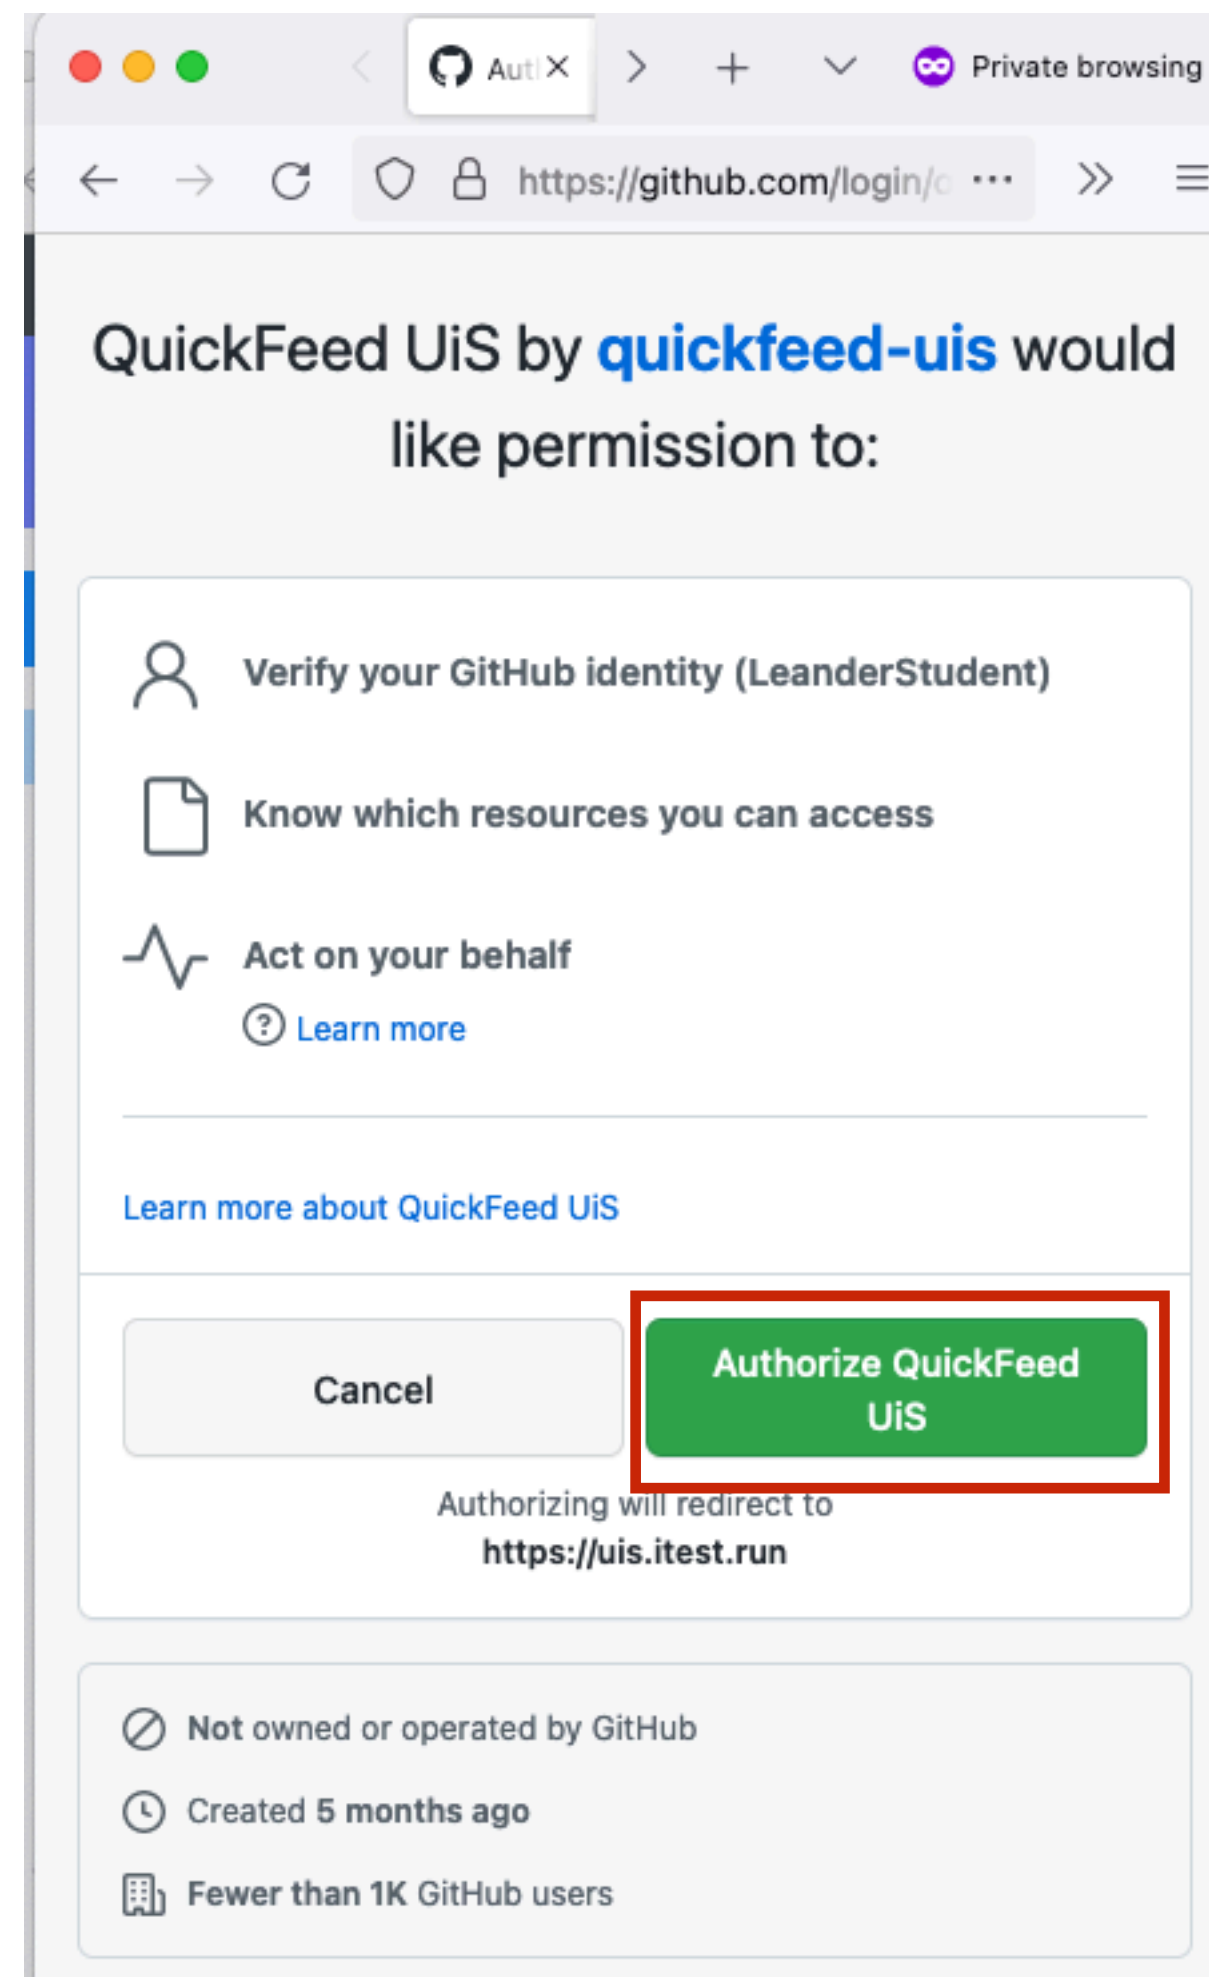 Aut
Private browsing
https://github.com/login/o
QuickFeed UiS by quickfeed-uis would
like permission to:
Verify your GitHub identity (LeanderStudent)
Know which resources you can access
Act on your behalf
Learn more
Learn more about QuickFeed UiS
Cancel
Authorize QuickFeed
UiS
Authorizing will redirect to
https://uis.itest.run
Not owned or operated by GitHub
Created 5 months ago
Fewer than 1K GitHub users